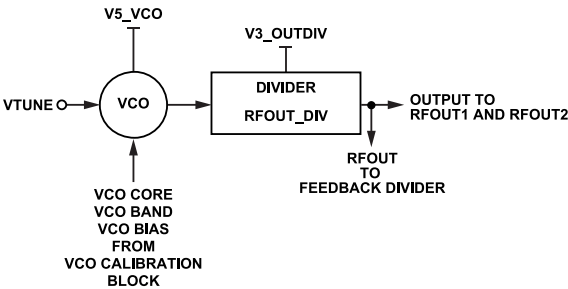 V5_VCO
V3_OUTDIV
VTUNE
VCO
DIVIDER
RFOUT_DIV
OUTPUT TO
RFOUT1 AND RFOUT2
RFOUT
TO
FEEDBACK DIVIDER
VCO CORE
VCO BAND
VCO BIAS
FROM
VCO CALIBRATION
BLOCK